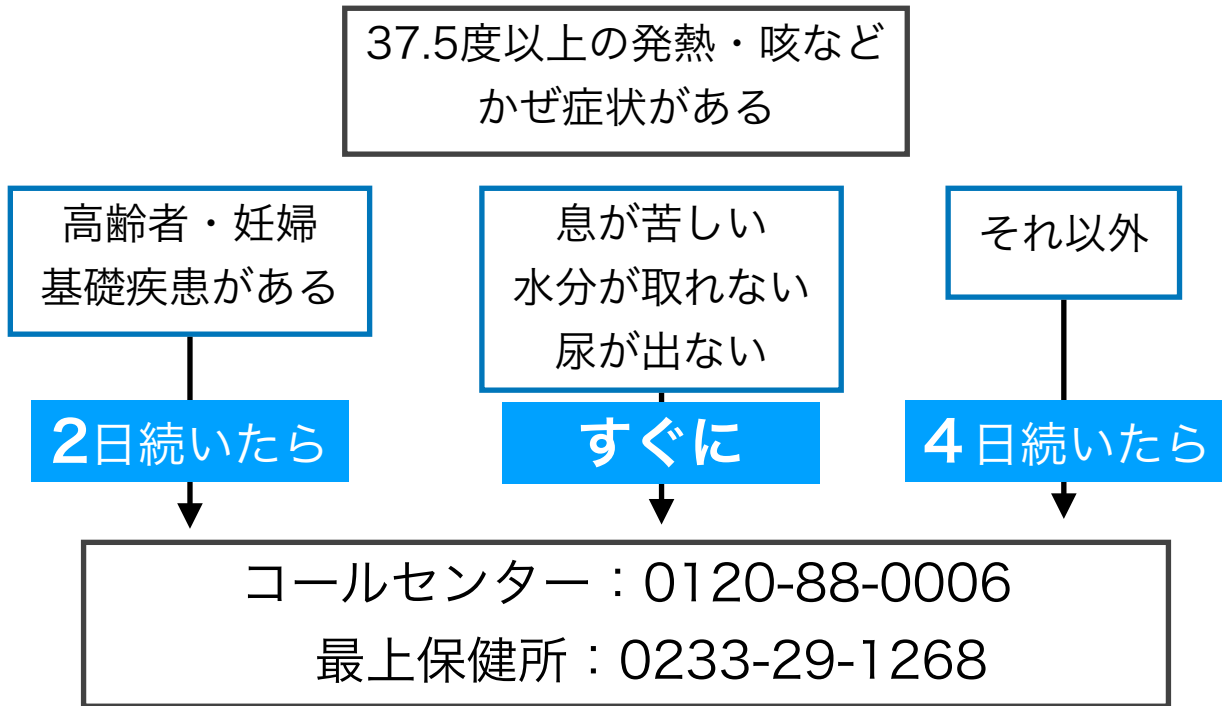 37.5度以上の発熱・咳など
かぜ症状がある
高齢者・妊婦
基礎疾患がある
2日続いたら
息が苦しい
水分が取れない
尿が出ない
すぐに
それ以外
4日続いたら
コールセンター：0120-88-0006
最上保健所：0233-29-1268